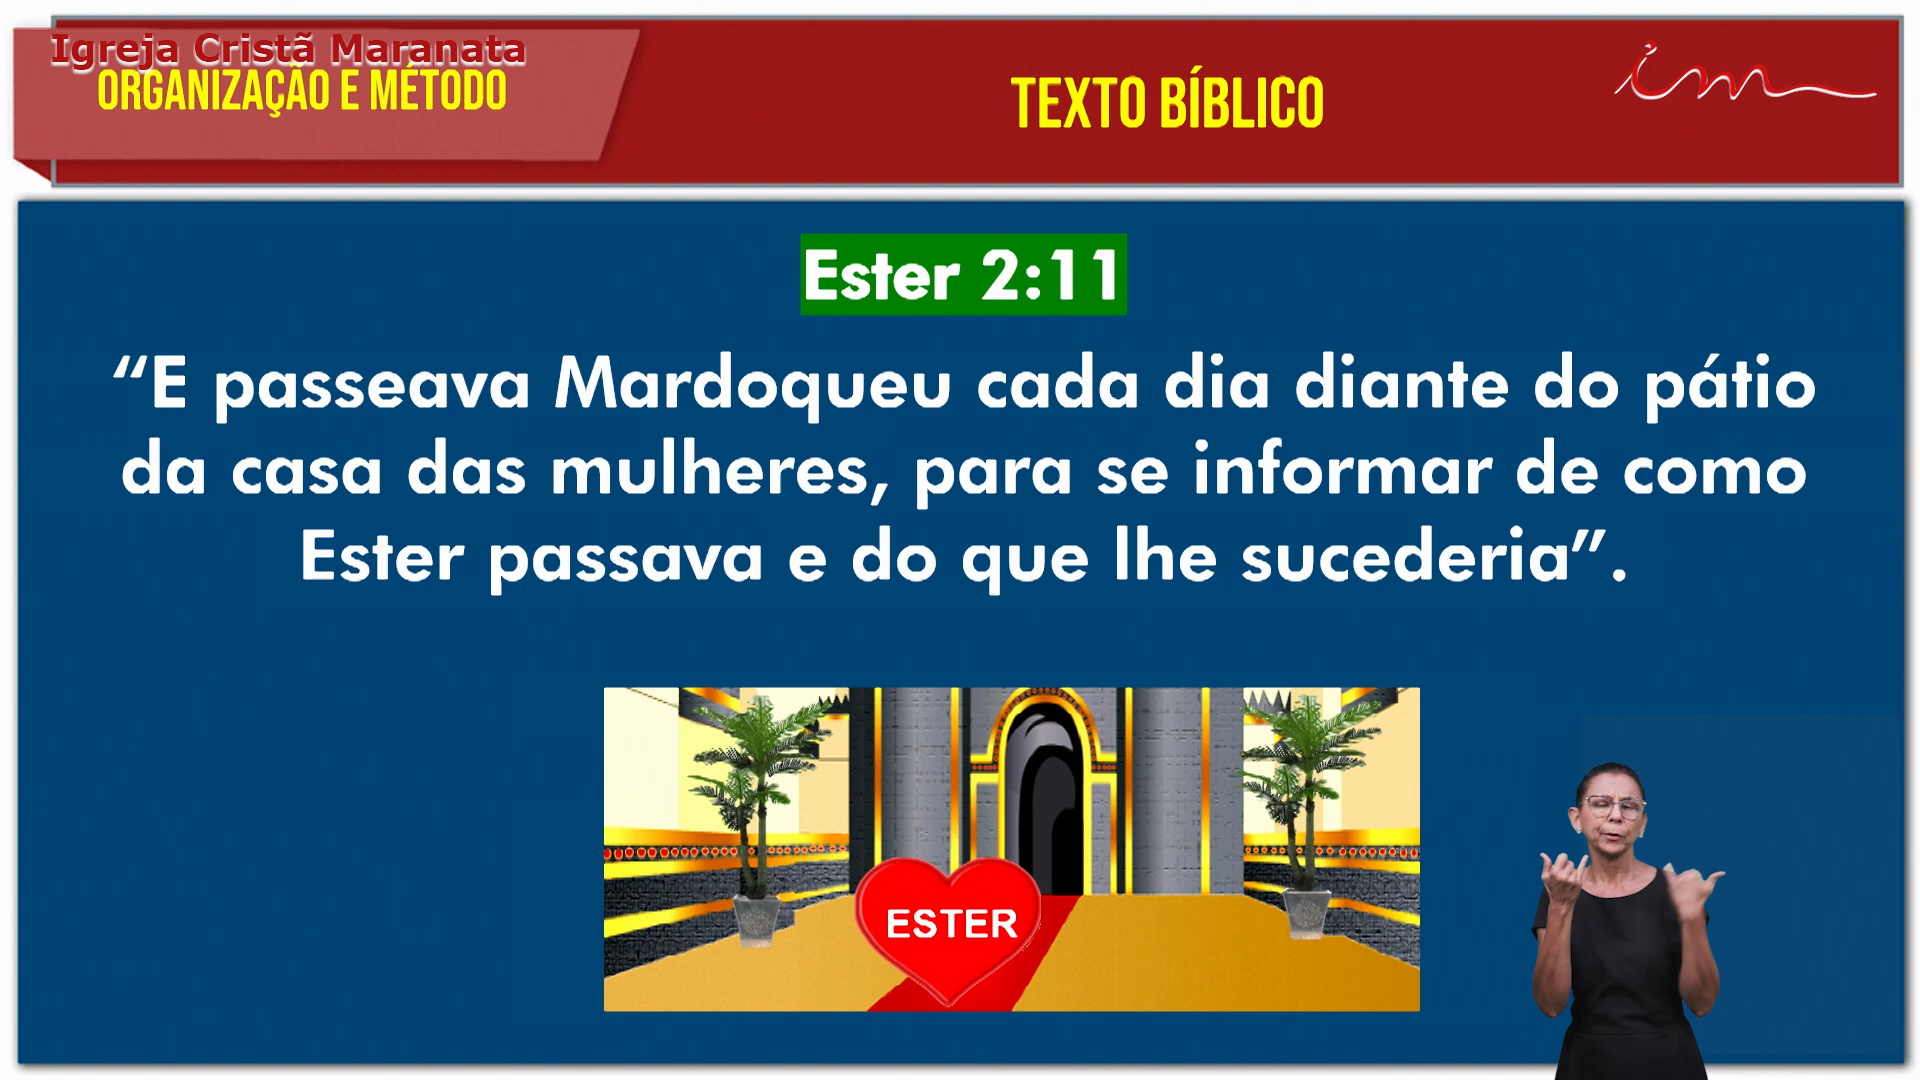 Igreja Cristã Maranata
ORGANIZAÇÃO E MÉTODO
TEXTO BÍBLICO
im
Ester 2:11
“E passeava Mardoqueu cada dia diante do pátio
da casa das mulheres, para se informar de como
Ester passava e do que lhe sucederia”.
ESTER